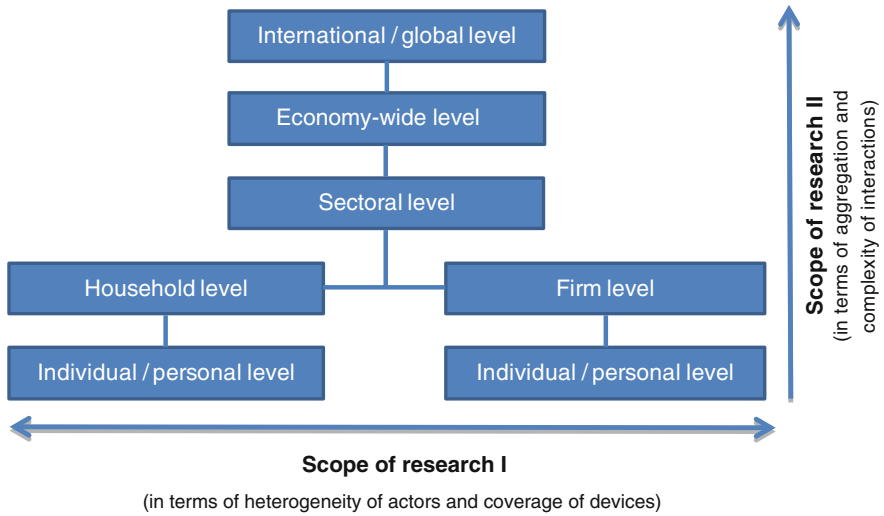 International / global level
Economy-wide level
Sectoral level
Household level
Firm level
Individual / personal level
Individual / personal level
Scope of research II
(in terms of aggregation and
complexity of interactions)
Scope of research I
(in terms of heterogeneity of actors and coverage of devices)